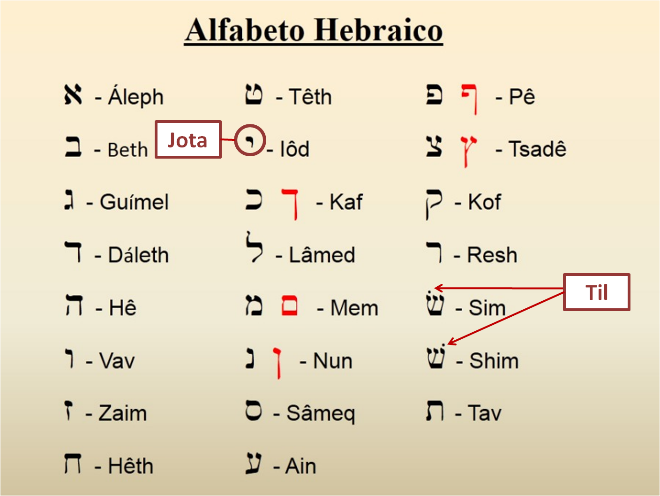 Alfabeto Hebraico
א - Áleph
ב - Beth
ג - Guímel
ד - Dáleth
ה - Hê
ו - Vav
ז - Zaim
ח - Hêth
ט - Têth
Jota
י - Iôd
כ ך - Kaf
ל - Lâmed
מ ם - Mem
נ ן - Nun
ס - Sâmeq
ע - Ain
פ ף - Pê
צ ץ - Tsadê
ק - Kof
ר - Resh
Til
שׂ - Sim
שׁ - Shim
ת - Tav